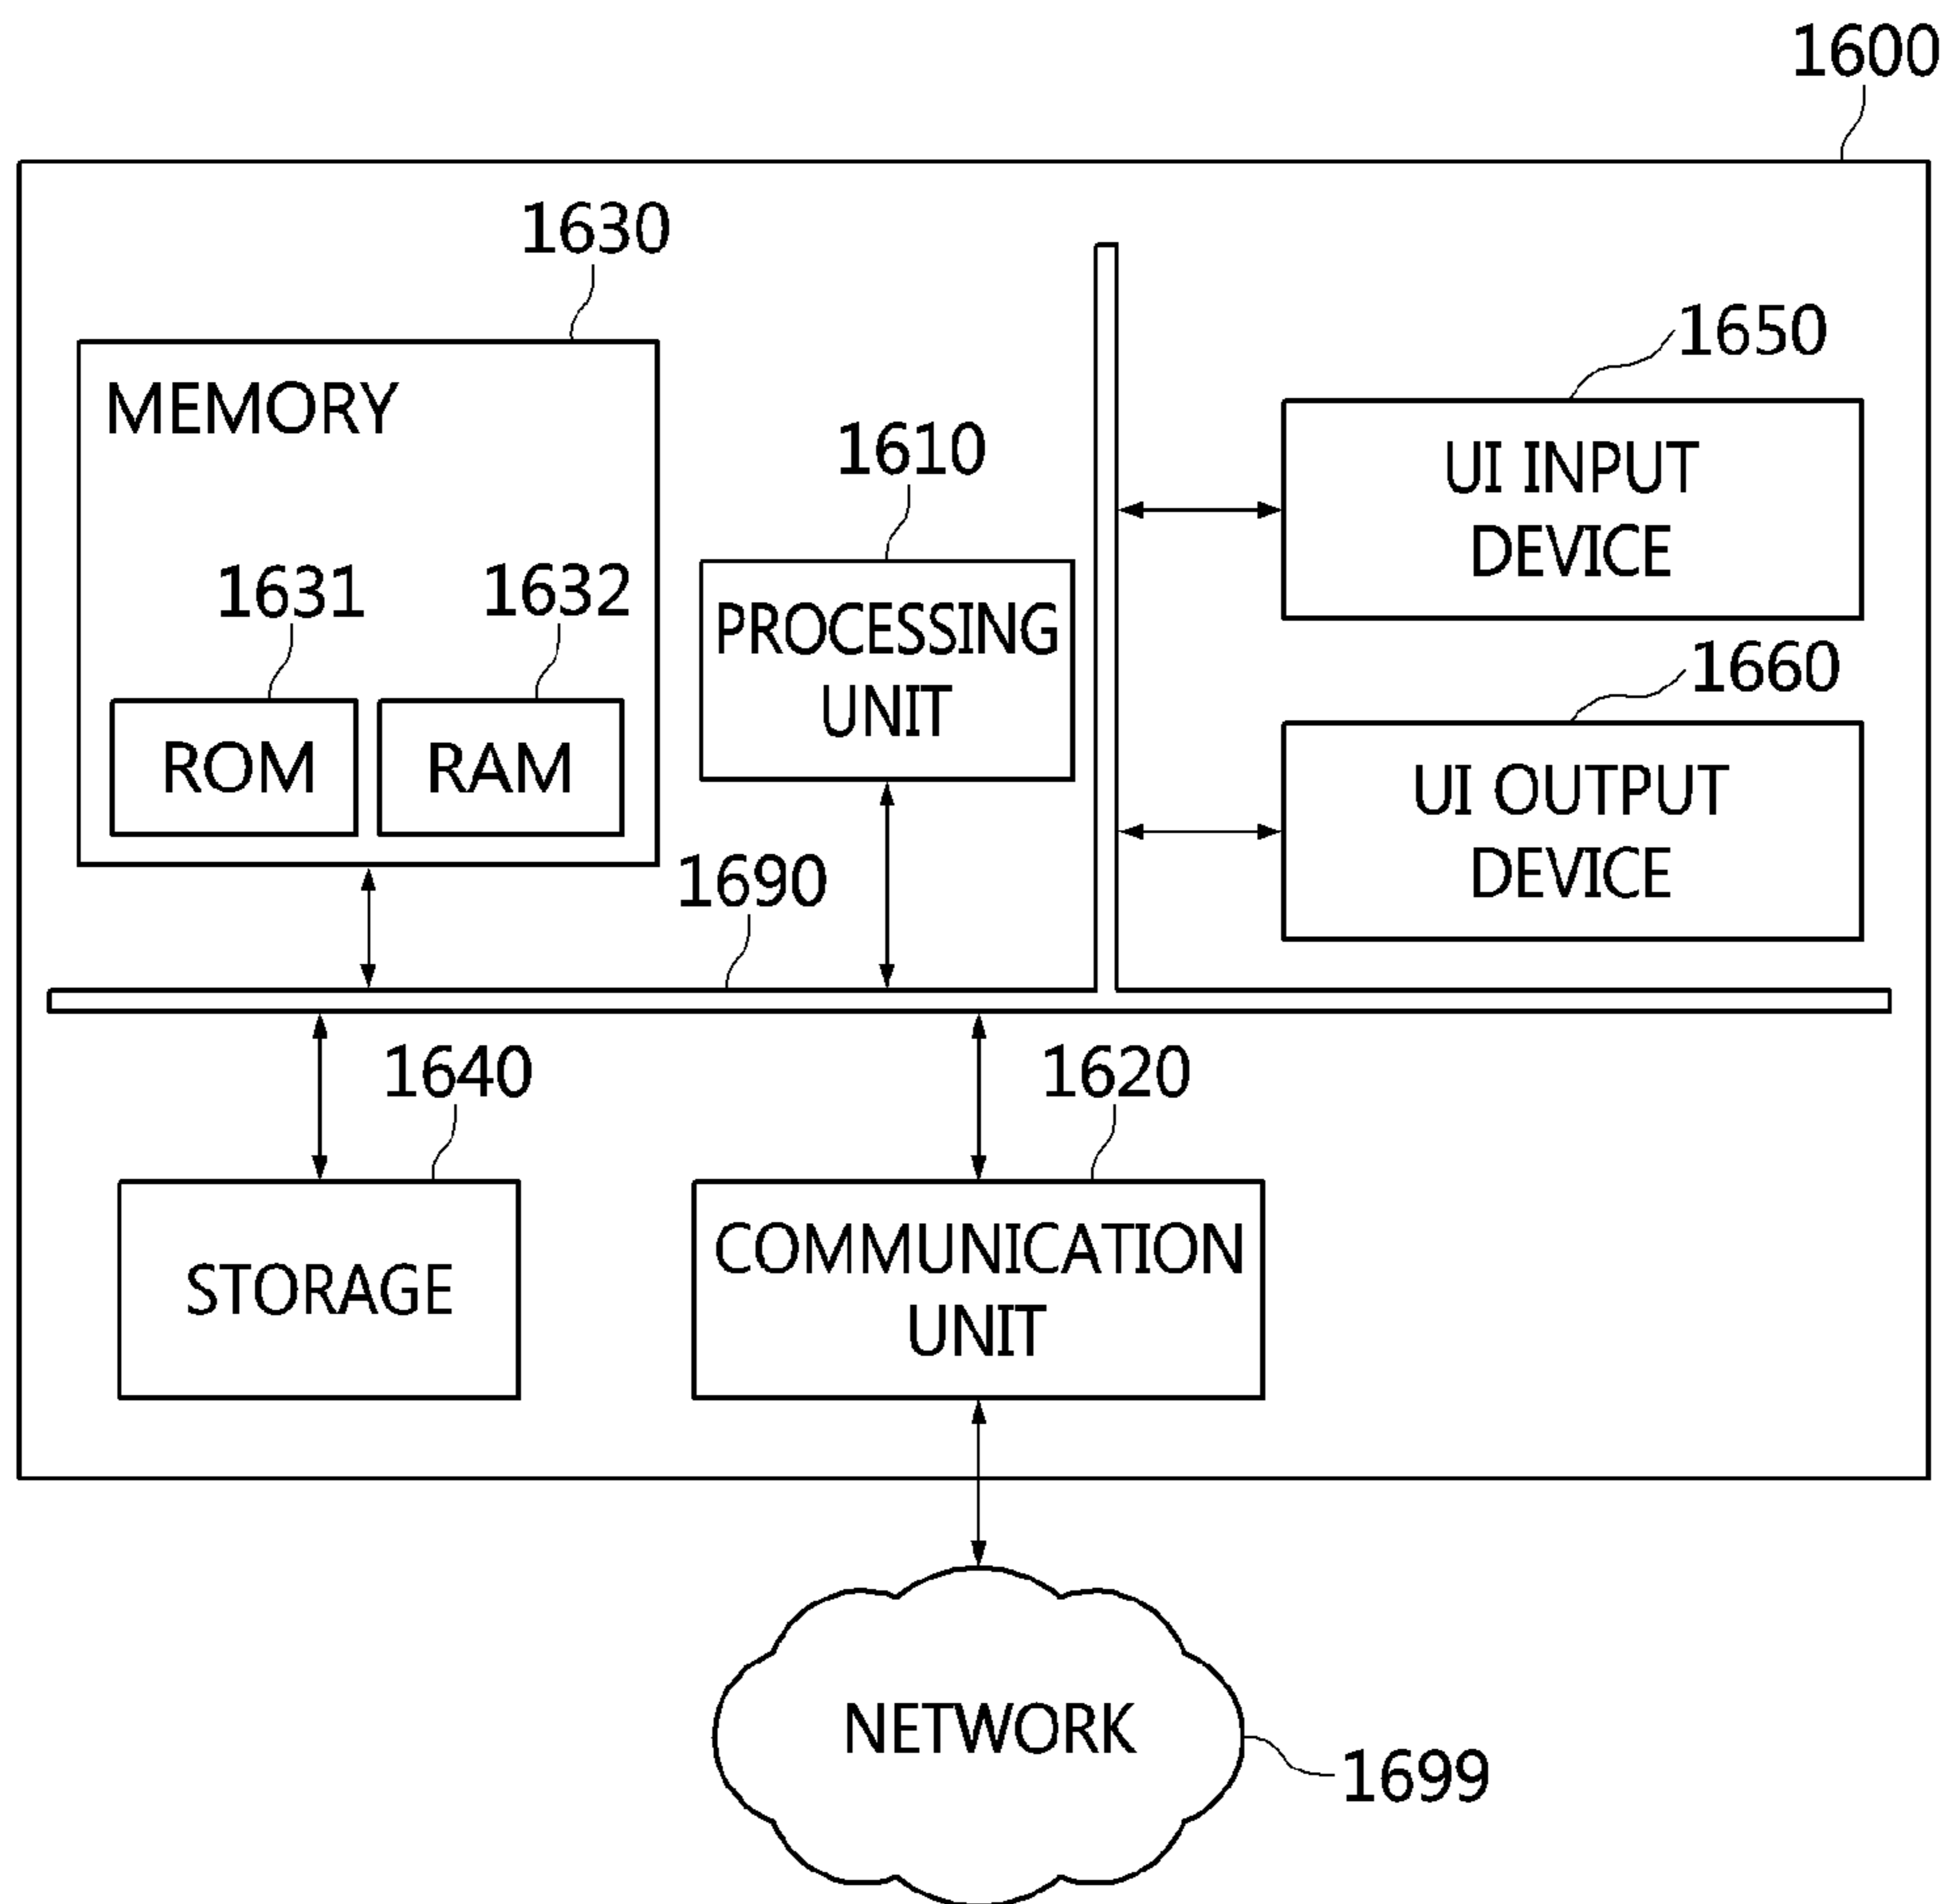 1600
1630
MEMORY
1650
UI INPUT
DEVICE
1610
PROCESSING
UNIT
1631
1632
ROM
RAM
1660
UI OUTPUT
DEVICE
1690
1640
1620
STORAGE
COMMUNICATION
UNIT
NETWORK
1699